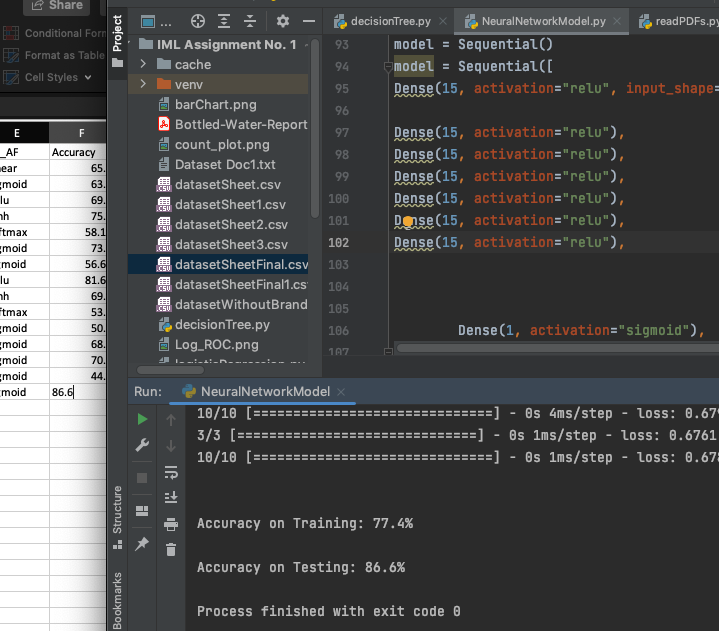 Share
Conditional Form
Format as Table
Cell Styles
E F
_AF Accuracy
near 65.
gmoid 63.
lu 69.
nh 75.
ftmax 58.1
gmoid 73.
gmoid 56.6
lu 81.6
nh 69.
ftmax 53.
gmoid 50.
gmoid 68.
gmoid 70.
gmoid 44.
gmoid 86.6
Project
Structure
Bookmarks
...
IML Assignment No. 1
cache
venv
barChart.png
Bottled-Water-Report
count_plot.png
Dataset Doc1.txt
datasetSheet.csv
datasetSheet1.csv
datasetSheet2.csv
datasetSheet3.csv
datasetSheetFinal.csv
datasetSheetFinal1.cs
datasetWithoutBrand
decisionTree.py
Log_ROC.png
logisticRegression.py
decisionTree.py
NeuralNetworkModel.py
readPDFs.py
93 model = Sequential()
94 model = Sequential([
95 Dense(15, activation="relu", input_shape=
96
97 Dense(15, activation="relu"),
98 Dense(15, activation="relu"),
99 Dense(15, activation="relu"),
100 Dense(15, activation="relu"),
101 Dense(15, activation="relu"),
102 Dense(15, activation="relu"),
103
104
105
106 Dense(1, activation="sigmoid"),
107
Run: NeuralNetworkModel
10/10 [==============================] - 0s 4ms/step - loss: 0.679
3/3 [==============================] - 0s 1ms/step - loss: 0.6761
10/10 [==============================] - 0s 1ms/step - loss: 0.678
Accuracy on Training: 77.4%
Accuracy on Testing: 86.6%
Process finished with exit code 0